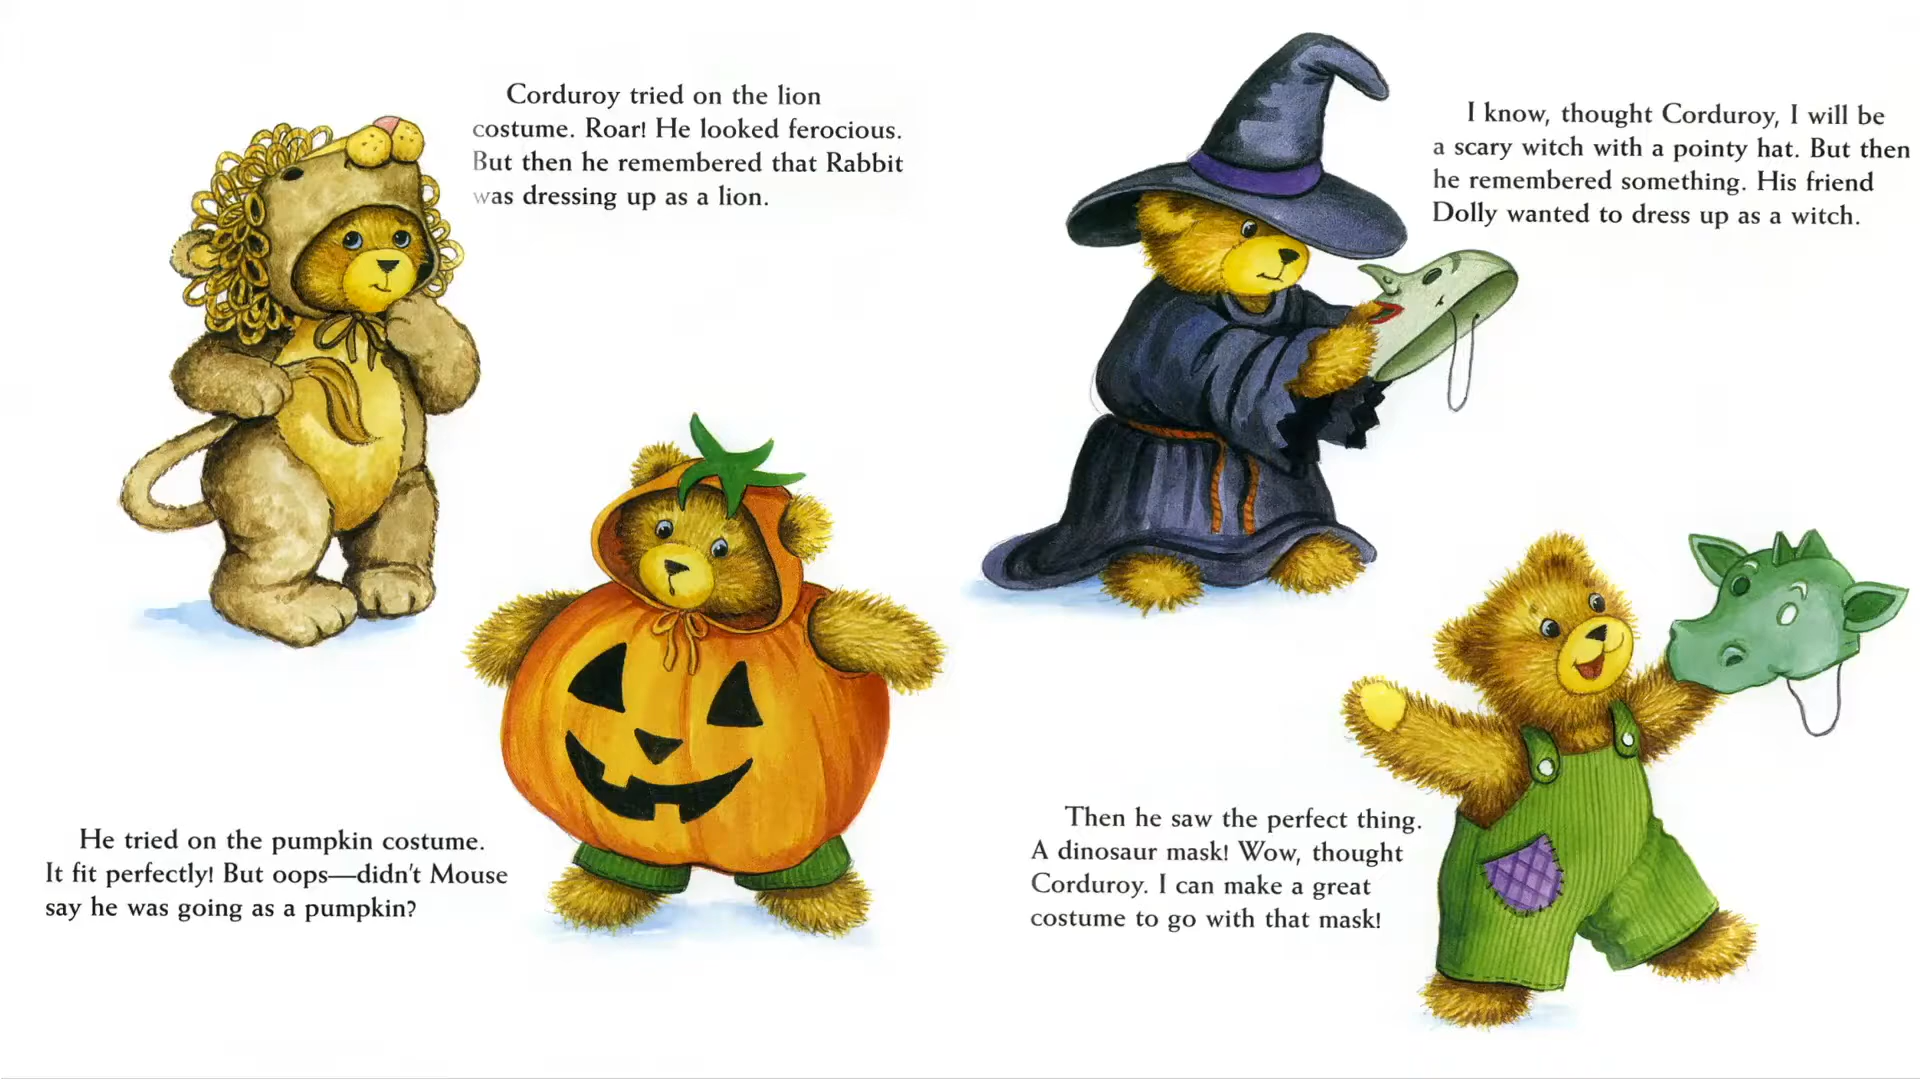 Corduroy tried on the lion
costume. Roar! He looked ferocious.
But then he remembered that Rabbit
was dressing up as a lion.
He tried on the pumpkin costume.
It fit perfectly! But oops—didn't Mouse
say he was going as a pumpkin?
I know, thought Corduroy, I will be
a scary witch with a pointy hat. But then
he remembered something. His friend
Dolly wanted to dress up as a witch.
Then he saw the perfect thing.
A dinosaur mask! Wow, thought
Corduroy. I can make a great
costume to go with that mask!